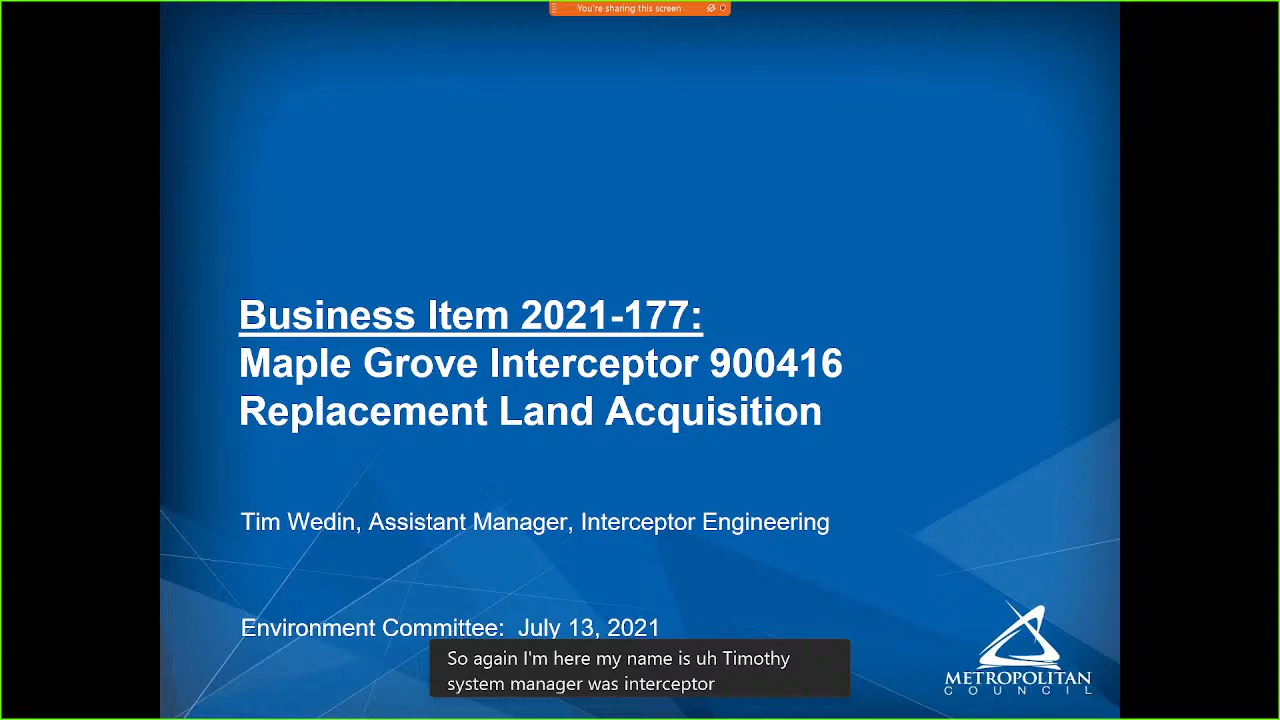 You're sharing this screen
Business Item 2021-177:
Maple Grove Interceptor 900416
Replacement Land Acquisition
Tim Wedin, Assistant Manager, Interceptor Engineering
Environment Committee: July 13, 2021
So again I'm here my name is uh Timothy
system manager was interceptor
METROPOLITAN
COUNCIL